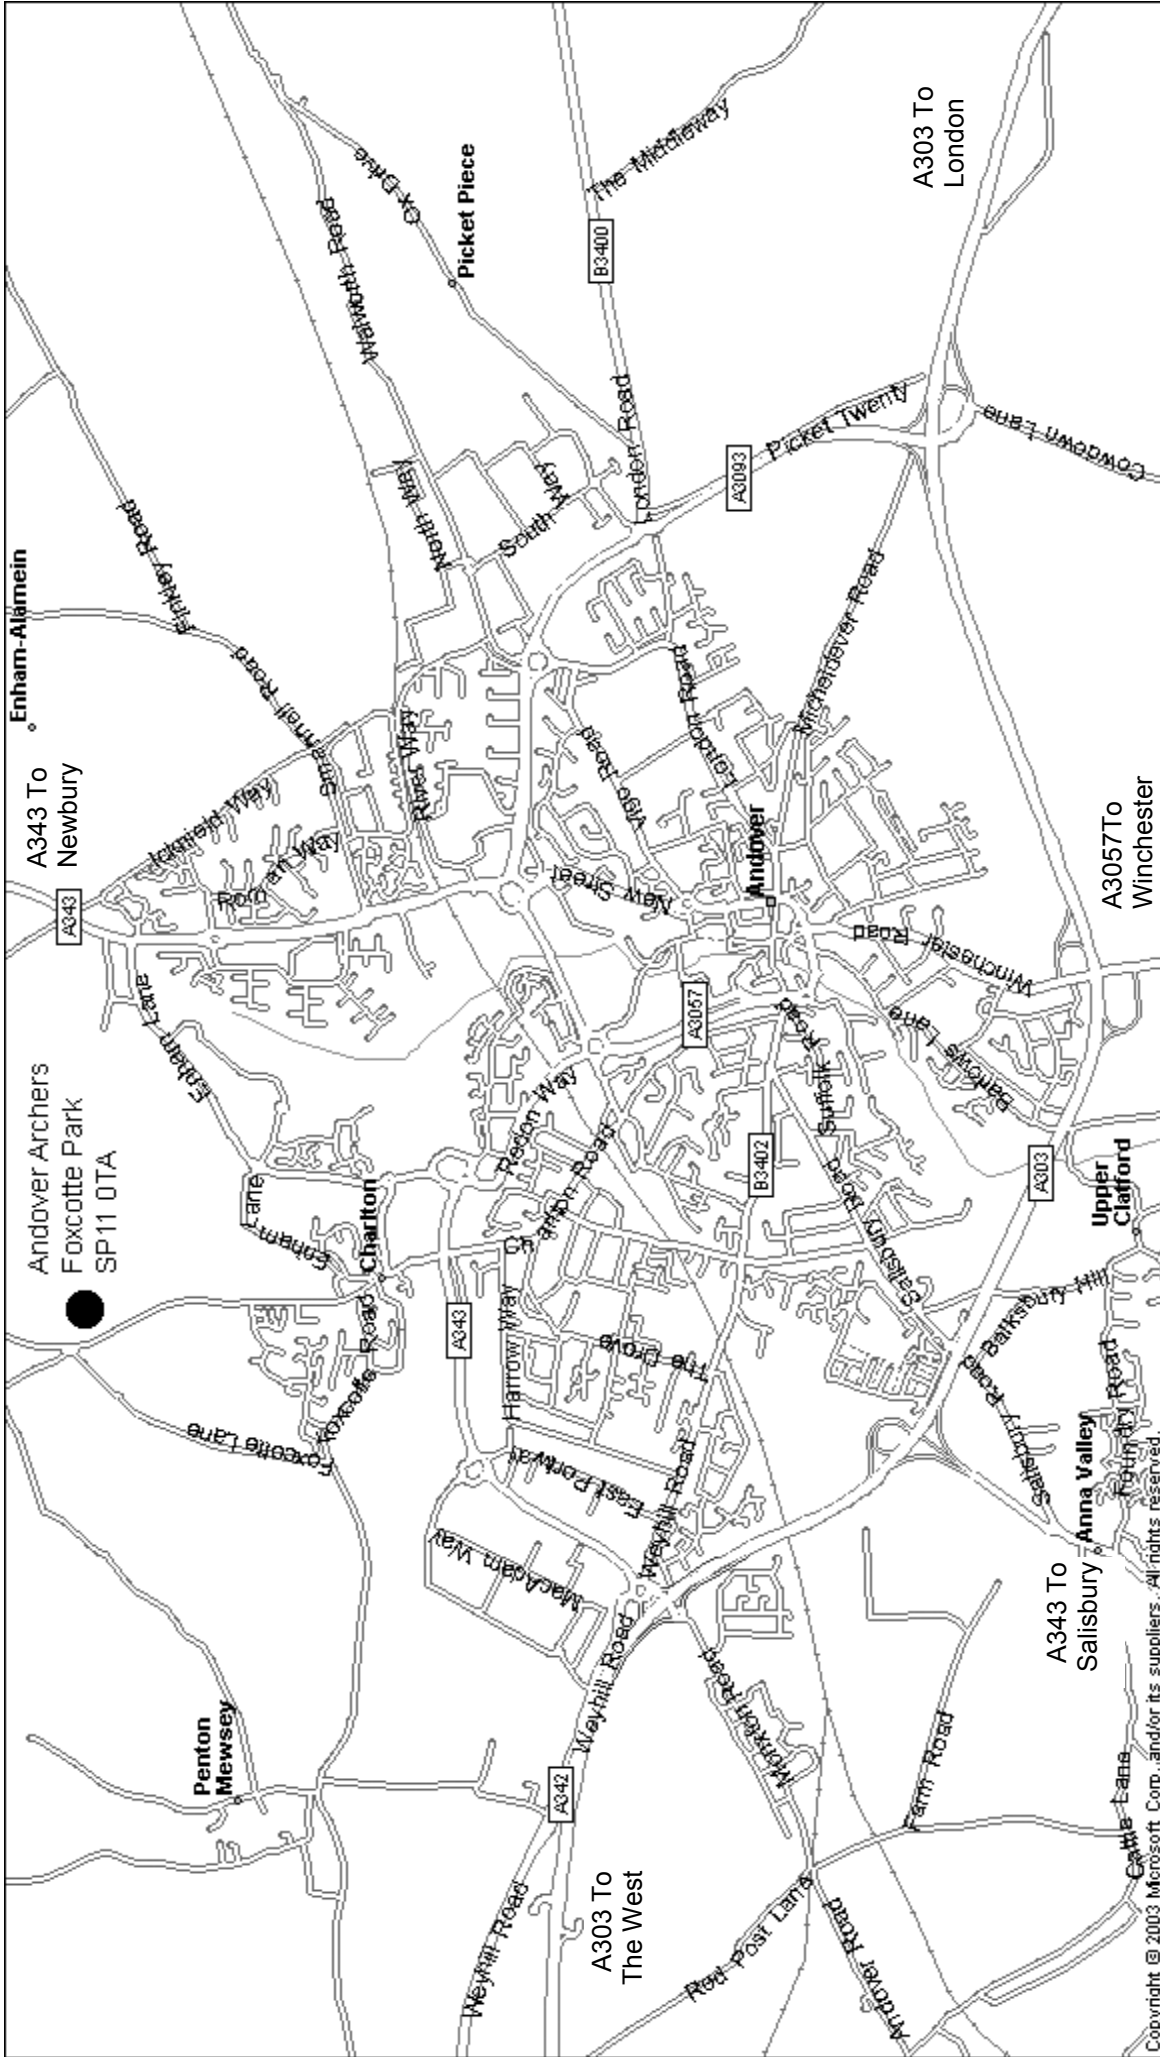 Andover Archers
Foxcotte Park
SP11 0TA
A343 To
Newbury
Enham-Alamein
A343
Penton
Mewsey
Foxcotte Lane
Foxcotte Road
Charlton
Enham Lane
Enham Lane
Icknield Way
Roman Way
Smannell Road
Finkley Road
River Way
North Way
Walworth Road
Ox Drive
Picket Piece
South Way
A343
Harrow Way
Redon Way
Charlton Road
MacAdam Way
East Portway
The Drove
Weyhill Road
Weyhill Road
Weyhill Road
A342
A303 To
The West
New Street
Vigo Road
London Road
London Road
B3400
The Middleway
A3093
Picket Twenty
A303 To
London
Cowdown Lane
Micheldever Road
Andover
A3057
B3402
Suffolk Road
Salisbury Road
Barlows Lane
Winchester Road
A3057To
Winchester
A303
Upper
Clatford
Balksbury Hill
Salisbury Road
Foundry Road
Anna Valley
A343 To
Salisbury
Monxton Road
Red Post Lane
Andover Road
Farm Road
Cattle Lane
Copyright © 2003 Microsoft Corp. and/or its suppliers. All rights reserved.